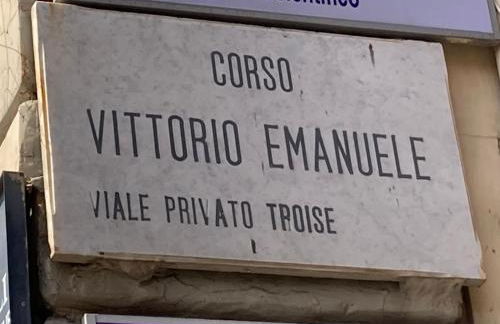 CORSO
VITTORIO EMANUELE
VIALE PRIVATO TROISE